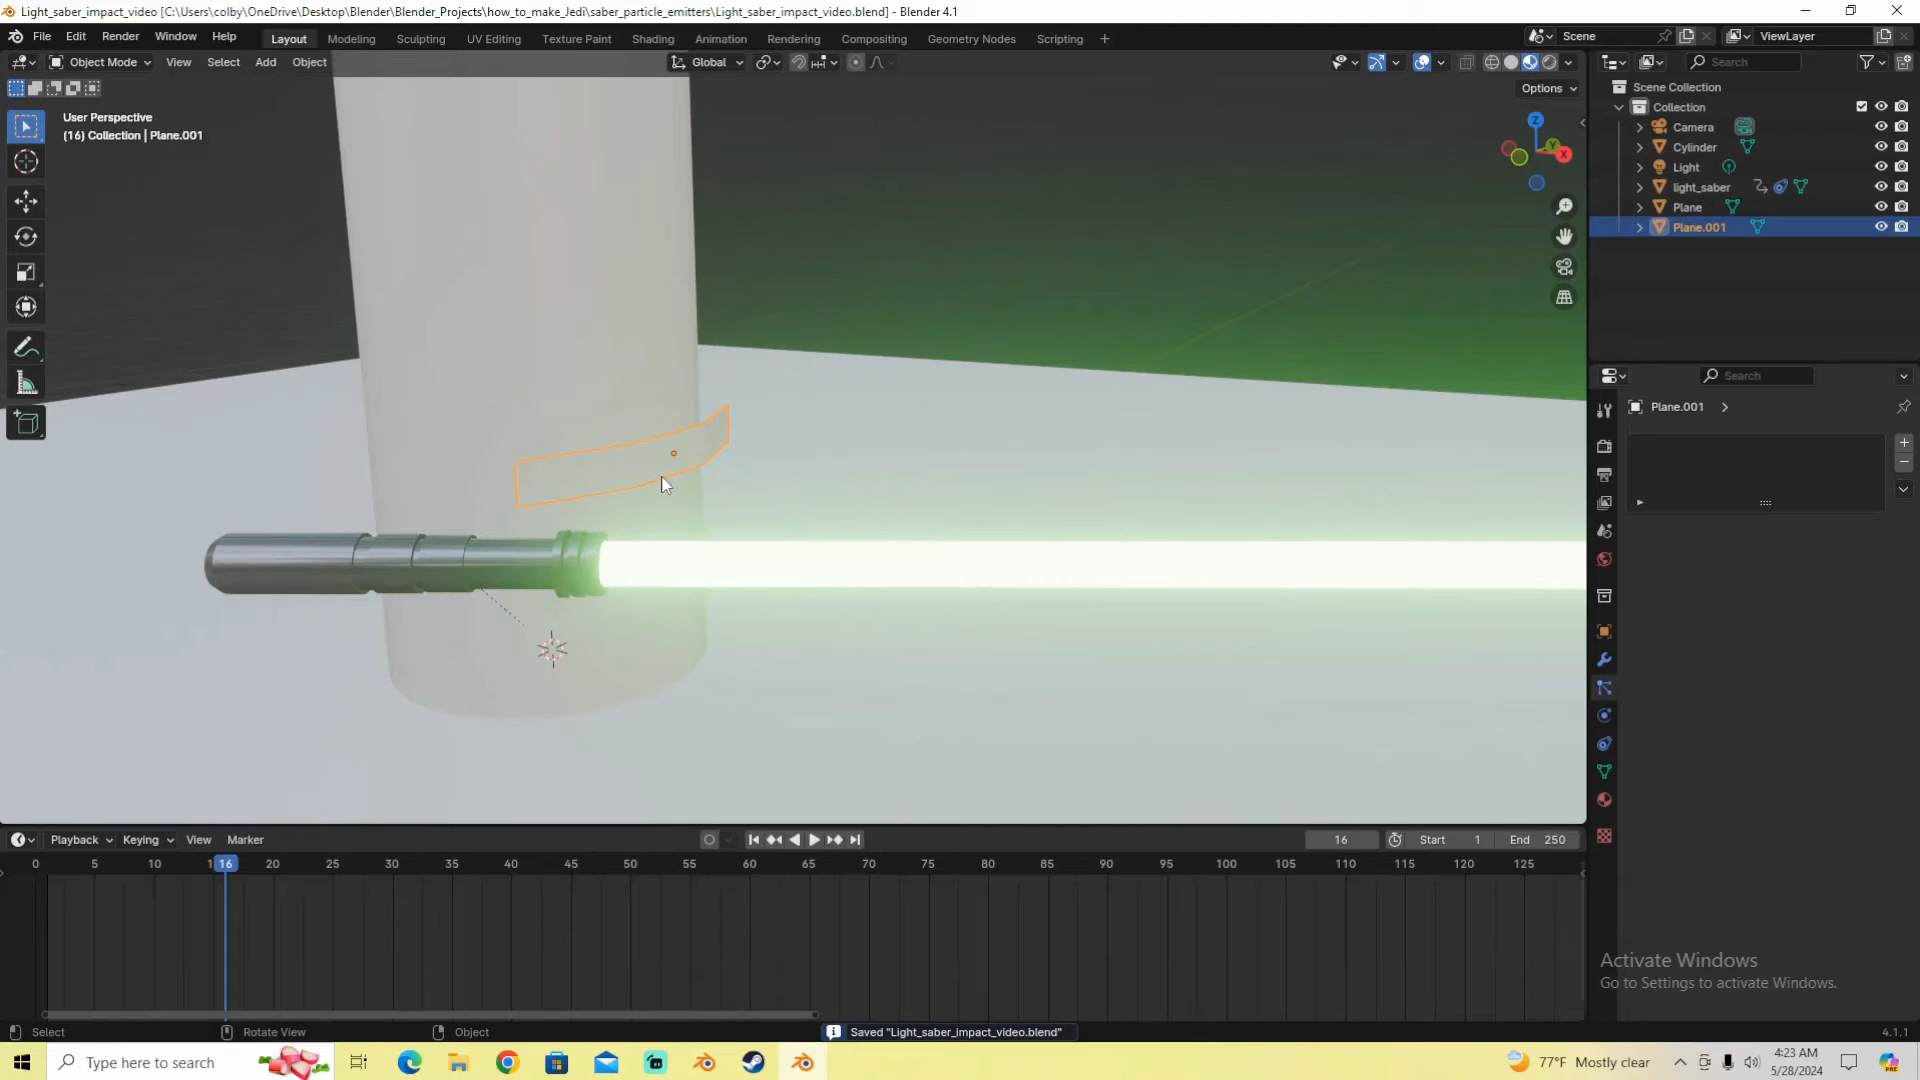 Light_saber_impact_video [C:\Users\colby\OneDrive\Desktop\Blender\Blender_Projects\how_to_make_Jedi\saber_particle_emitters\Light_saber_impact_video.blend] - Blender 4.1
File Edit Render Window Help
Layout Modeling Sculpting UV Editing Texture Paint Shading Animation Rendering Compositing Geometry Nodes Scripting +
Scene
ViewLayer
Object Mode View Select Add Object
Global
Search
Options
User Perspective
(16) Collection | Plane.001
Z
Y
X
Scene Collection
Collection
Camera
Cylinder
Light
light_saber
Plane
Plane.001
Search
Plane.001
Playback Keying View Marker
16
Start 1
End 250
0 5 10 1 16 20 25 30 35 40 45 50 55 60 65 70 75 80 85 90 95 100 105 110 115 120 125
Activate Windows
Go to Settings to activate Windows.
Select
Rotate View
Object
Saved "Light_saber_impact_video.blend"
4.1.1
Type here to search
77°F Mostly clear
4:23 AM
5/28/2024
PRE